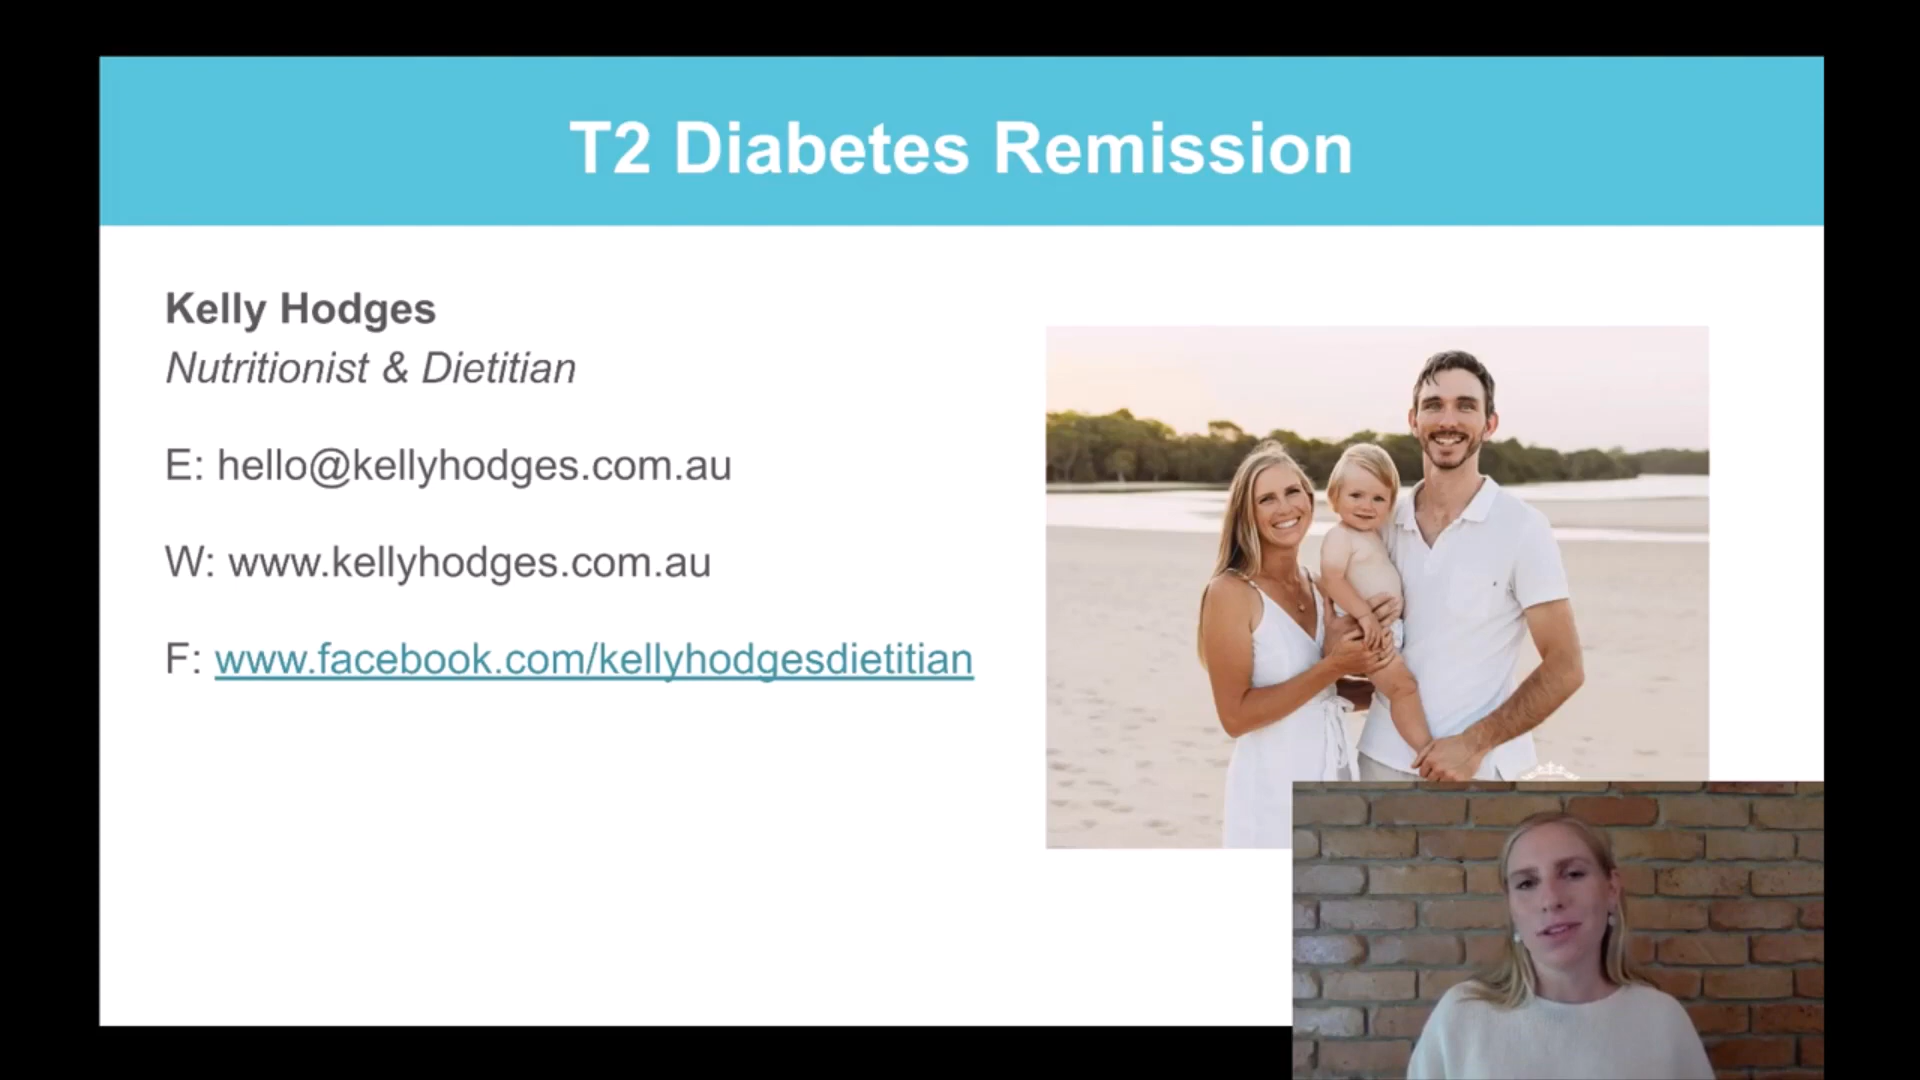 T2 Diabetes Remission
Kelly Hodges
Nutritionist & Dietitian
E: hello@kellyhodges.com.au
W: www.kellyhodges.com.au
F: www.facebook.com/kellyhodgesdietitian